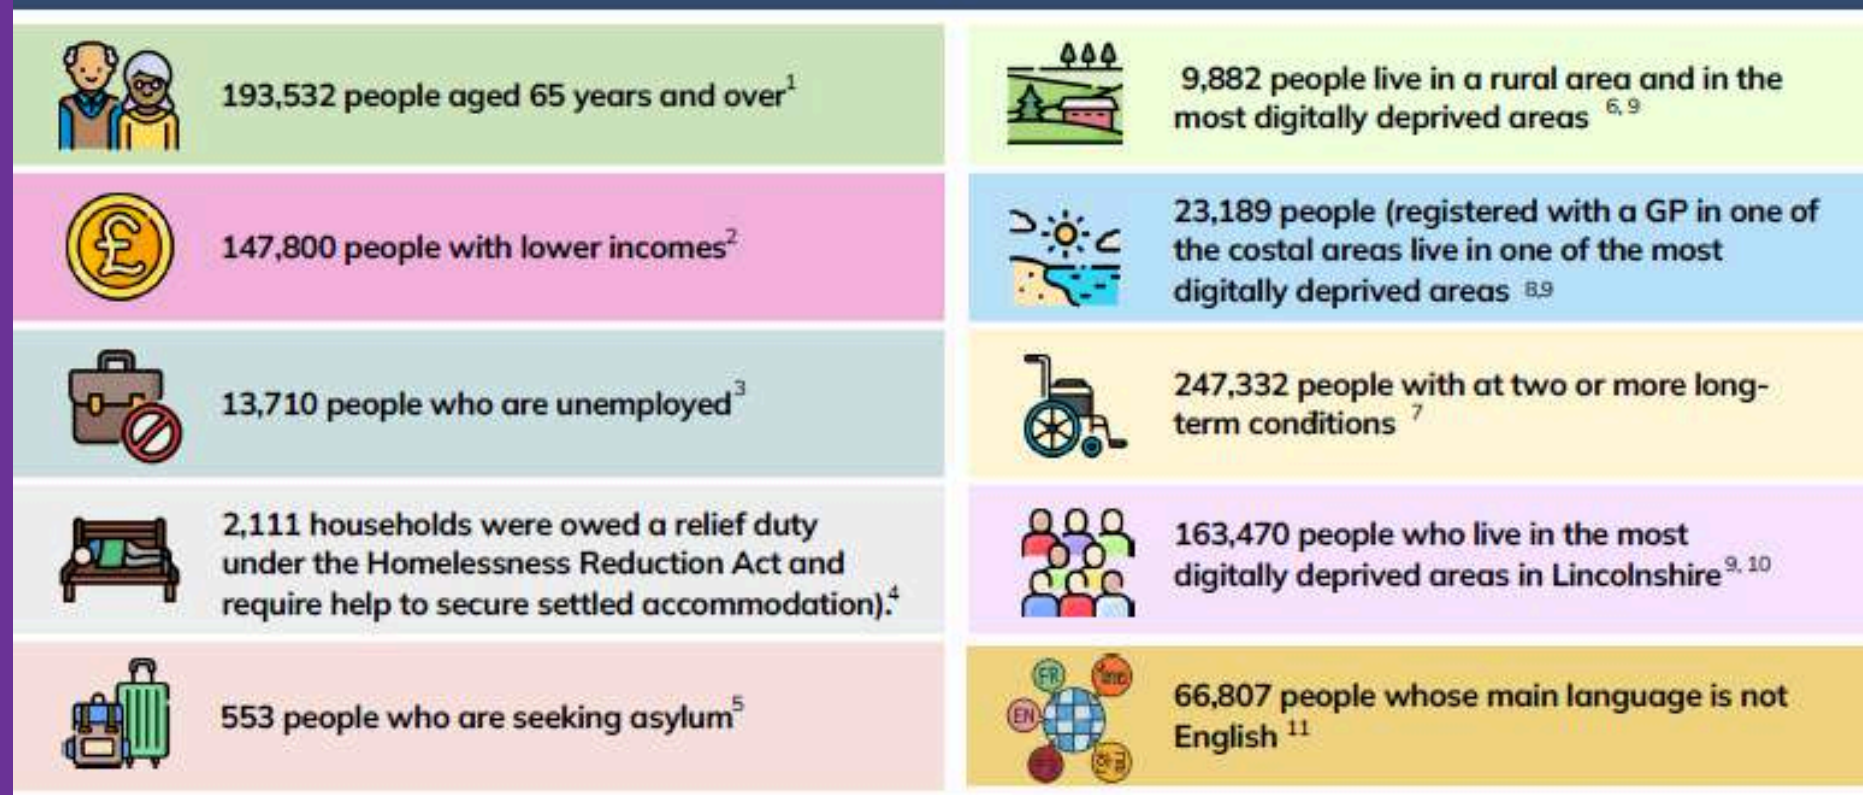 193,532 people aged 65 years and over1
147,800 people with lower incomes2
13,710 people who are unemployed3
2,111 households were owed a relief duty
under the Homelessness Reduction Act and
require help to secure settled accommodation).4
553 people who are seeking asylum5
9,882 people live in a rural area and in the
most digitally deprived areas 6, 9
23,189 people (registered with a GP in one of
the costal areas live in one of the most
digitally deprived areas 8,9
247,332 people with at two or more long-
term conditions 7
163,470 people who live in the most
digitally deprived areas in Lincolnshire 9, 10
FR
EN
한글
66,807 people whose main language is not
English 11